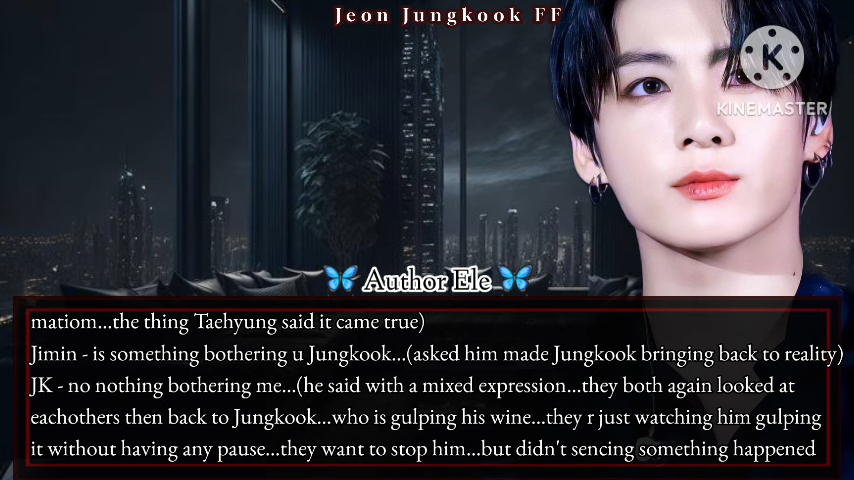 Jeon Jungkook FF
K
KINEMASTER
🦋 Author Ele 🦋
matiom...the thing Taehyung said it came true)
Jimin - is something bothering u Jungkook...(asked him made Jungkook bringing back to reality)
JK - no nothing bothering me...(he said with a mixed expression...they both again looked at
eachothers then back to Jungkook...who is gulping his wine...they r just watching him gulping
it without having any pause...they want to stop him...but didn't sencing something happened